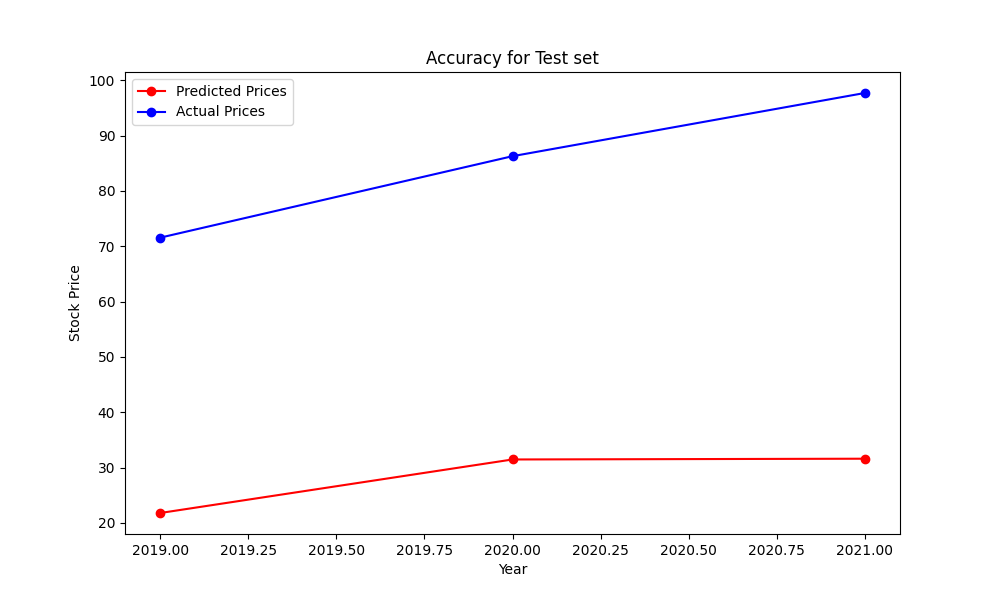 Accuracy for Test set
Predicted Prices
Actual Prices
100
90
80
70
60
50
40
30
20
Stock Price
2019.00 2019.25 2019.50 2019.75 2020.00 2020.25 2020.50 2020.75 2021.00
Year